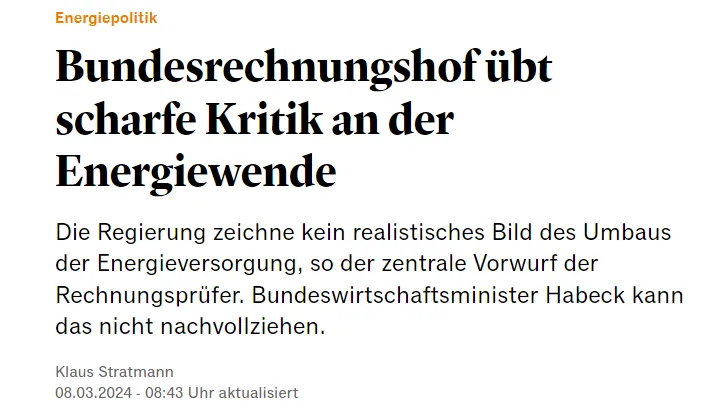 Energiepolitik
Bundesrechnungshof übt
scharfe Kritik an der
Energiewende
Die Regierung zeichne kein realistisches Bild des Umbaus
der Energieversorgung, so der zentrale Vorwurf der
Rechnungsprüfer. Bundeswirtschaftsminister Habeck kann
das nicht nachvollziehen.
Klaus Stratmann
08.03.2024 - 08:43 Uhr aktualisiert